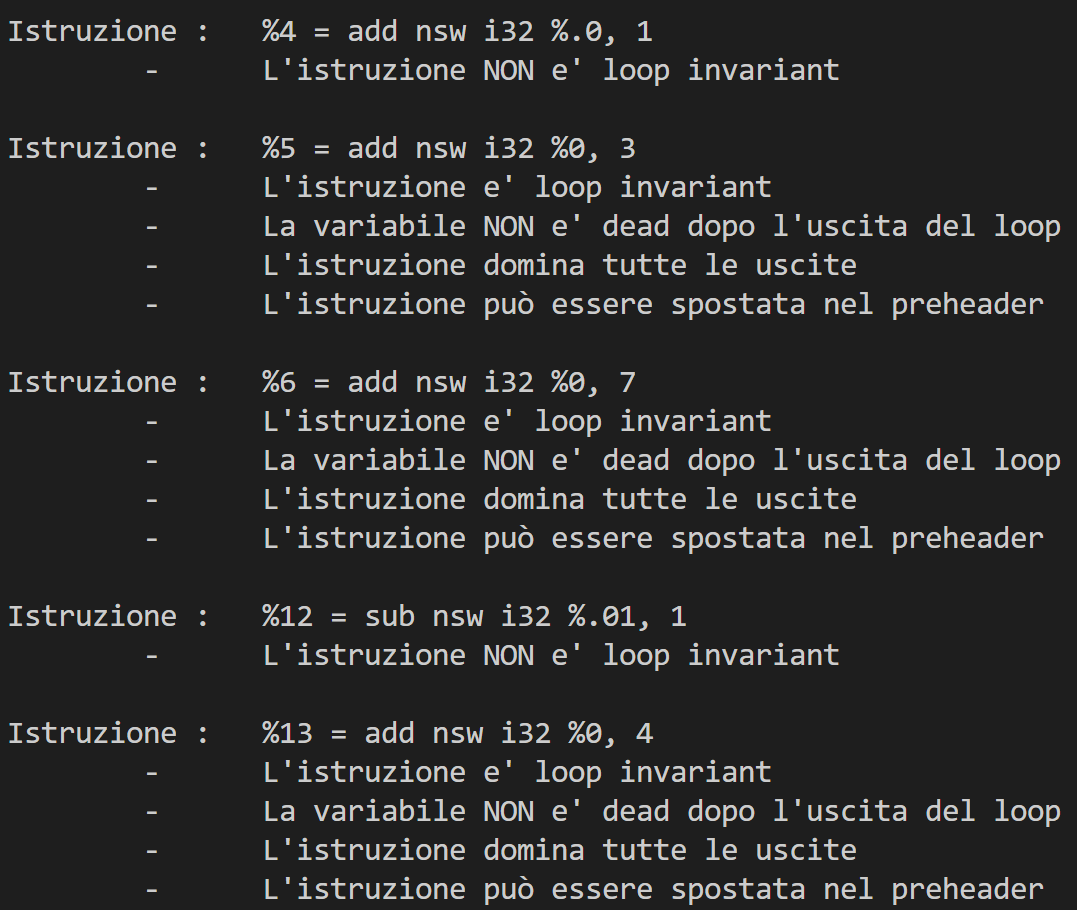 Istruzione :   %4 = add nsw i32 %.0, 1
        -      L'istruzione NON e' loop invariant
Istruzione :   %5 = add nsw i32 %0, 3
        -      L'istruzione e' loop invariant
        -      La variabile NON e' dead dopo l'uscita del loop
        -      L'istruzione domina tutte le uscite
        -      L'istruzione può essere spostata nel preheader
Istruzione :   %6 = add nsw i32 %0, 7
        -      L'istruzione e' loop invariant
        -      La variabile NON e' dead dopo l'uscita del loop
        -      L'istruzione domina tutte le uscite
        -      L'istruzione può essere spostata nel preheader
Istruzione :   %12 = sub nsw i32 %.01, 1
        -      L'istruzione NON e' loop invariant
Istruzione :   %13 = add nsw i32 %0, 4
        -      L'istruzione e' loop invariant
        -      La variabile NON e' dead dopo l'uscita del loop
        -      L'istruzione domina tutte le uscite
        -      L'istruzione può essere spostata nel preheader